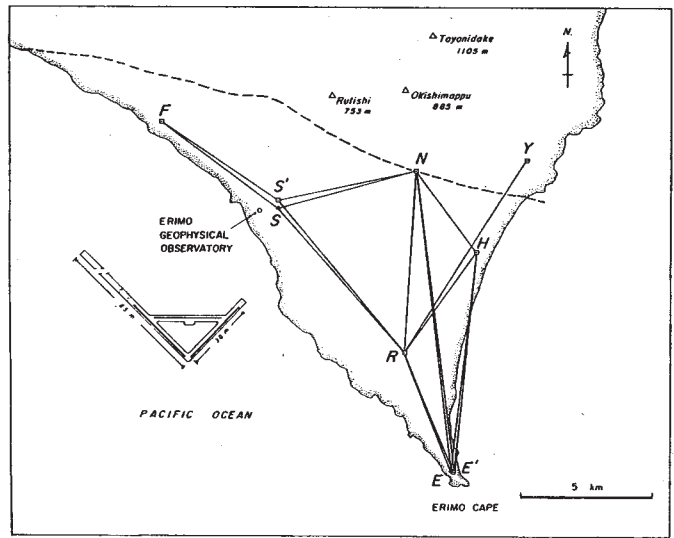 Toyonidake
1105 m
N.
Rutishi
753 m
Okishimappu
885 m
F
Y
N
S'
S
ERIMO
GEOPHYSICAL
OBSERVATORY
H
R
PACIFIC OCEAN
E
E'
ERIMO CAPE
5 km